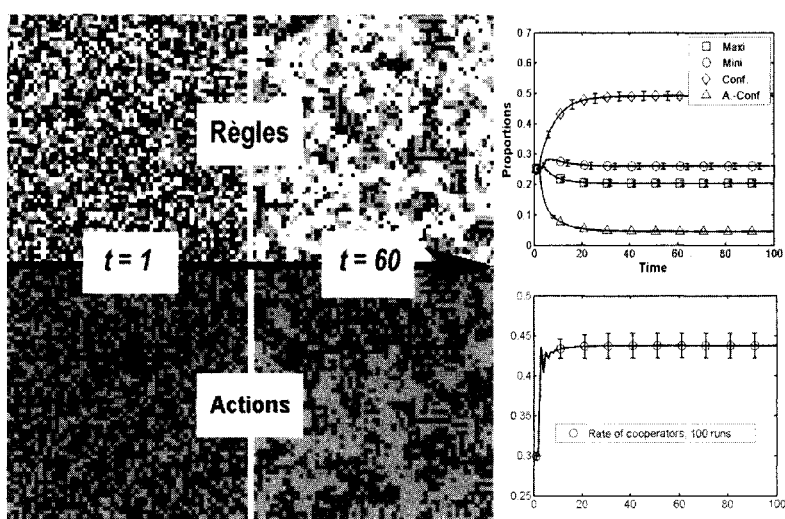 Règles
t = 1
t = 60
Actions
0.7
0.6
0.5
0.4
0.3
0.2
0.1
0
Proportions
Maxi
Mini
Conf.
A.-Conf
0 20 40 60 80 100
Time
0.5
0.45
0.4
0.35
0.3
0.25
Rate of cooperators, 100 runs
0 20 40 60 80 100